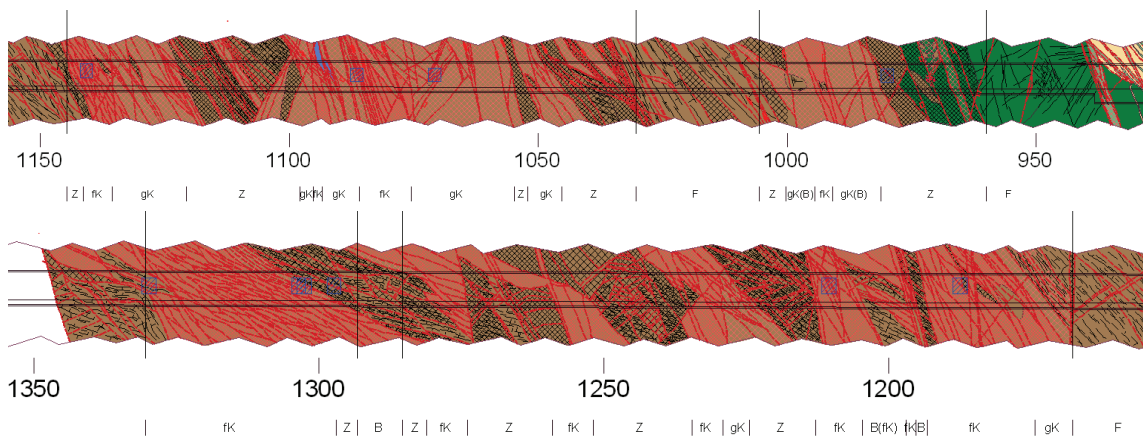 1150 1100 1050 1000 950
Z fK gK Z gK fK gK fK gK Z gK Z F Z gK(B) fK gK(B) Z F
1350 1300 1250 1200
fK Z B Z fK Z fK Z fK gK Z fK B(fK) fK B fK gK F